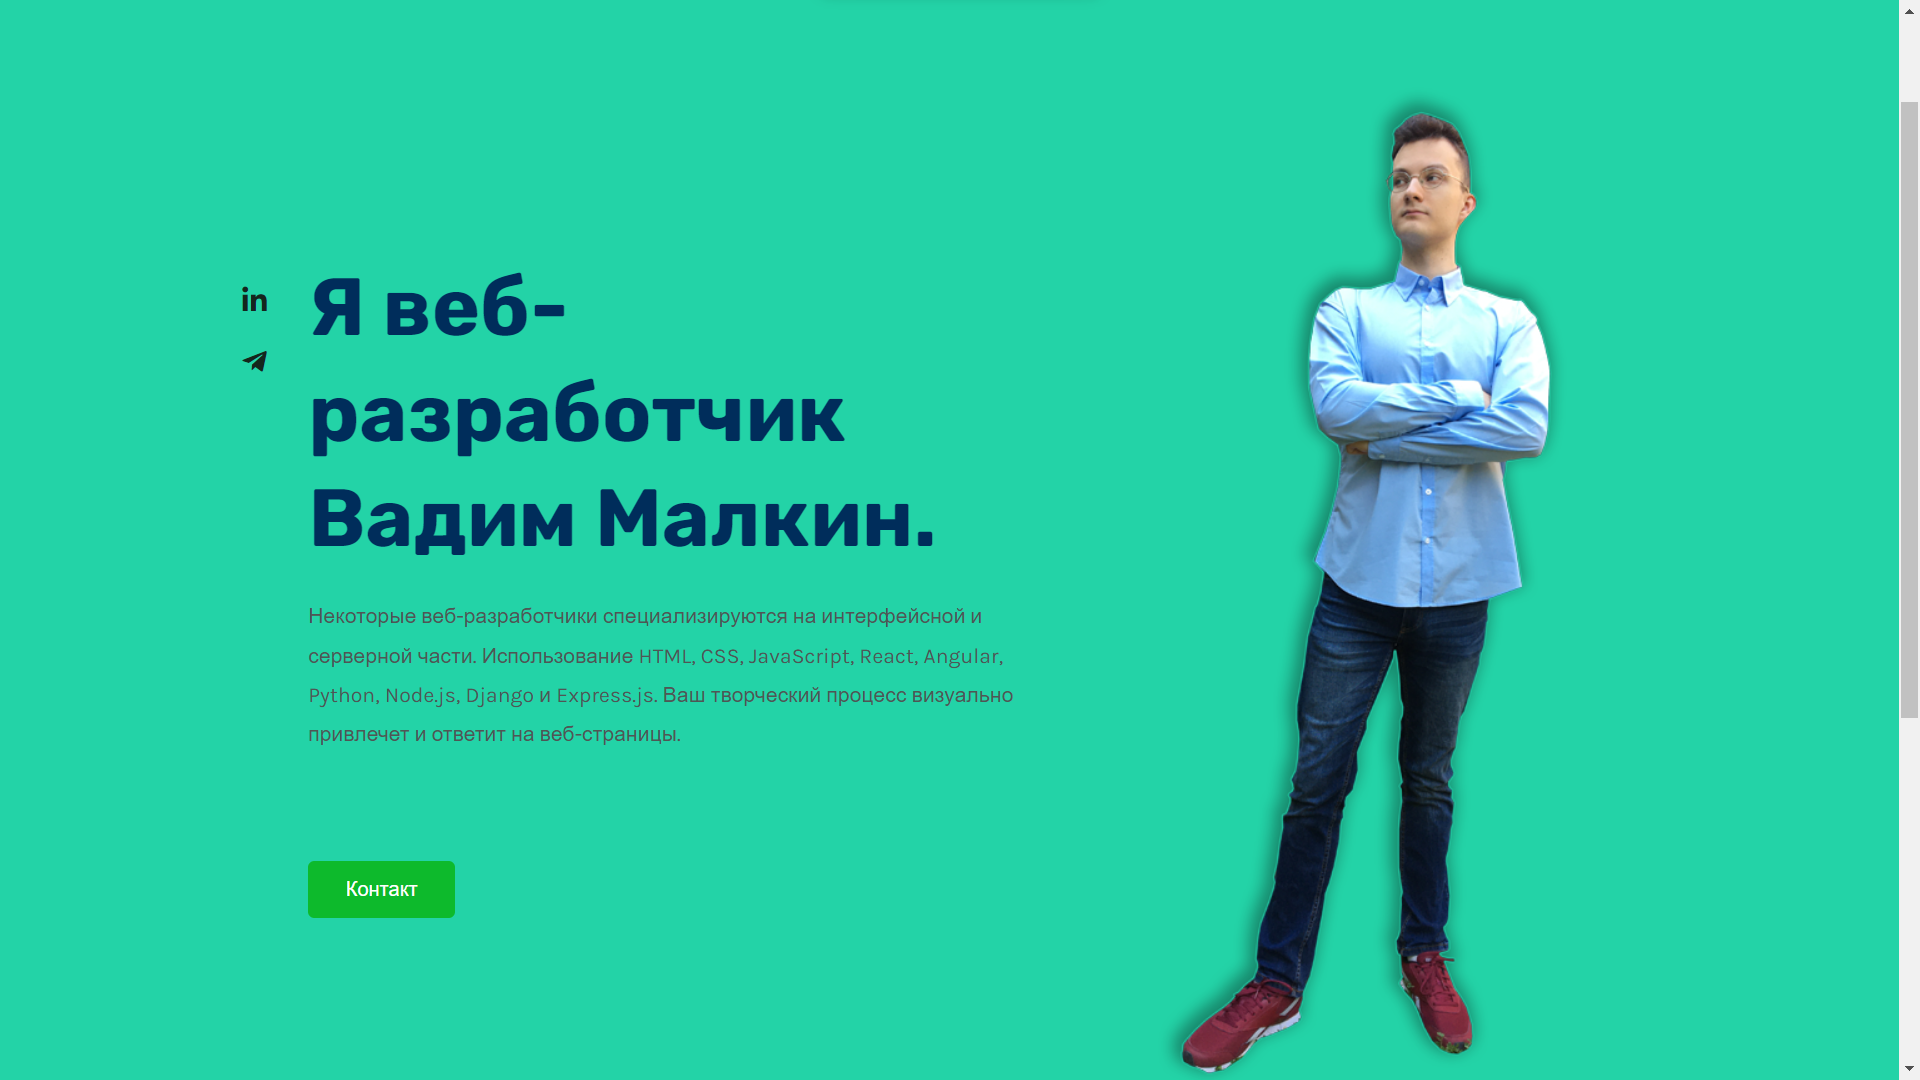 in
Я веб-
разработчик
Вадим Малкин.
Некоторые веб-разработчики специализируются на интерфейсной и
серверной части. Использование HTML, CSS, JavaScript, React, Angular,
Python, Node.js, Django и Express.js. Ваш творческий процесс визуально
привлечет и ответит на веб-страницы.
Контакт